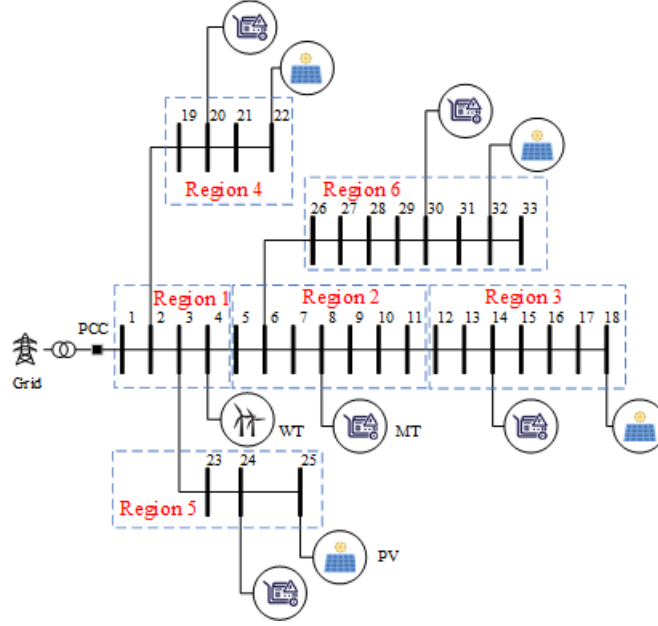 19 20 21 22
Region 4
Region 6
26 27 28 29 30 31 32 33
Region 1
Region 2
Region 3
1 2 3 4 5 6 7 8 9 10 11 12 13 14 15 16 17 18
PCC
Grid
WT
MT
23 24 25
Region 5
PV